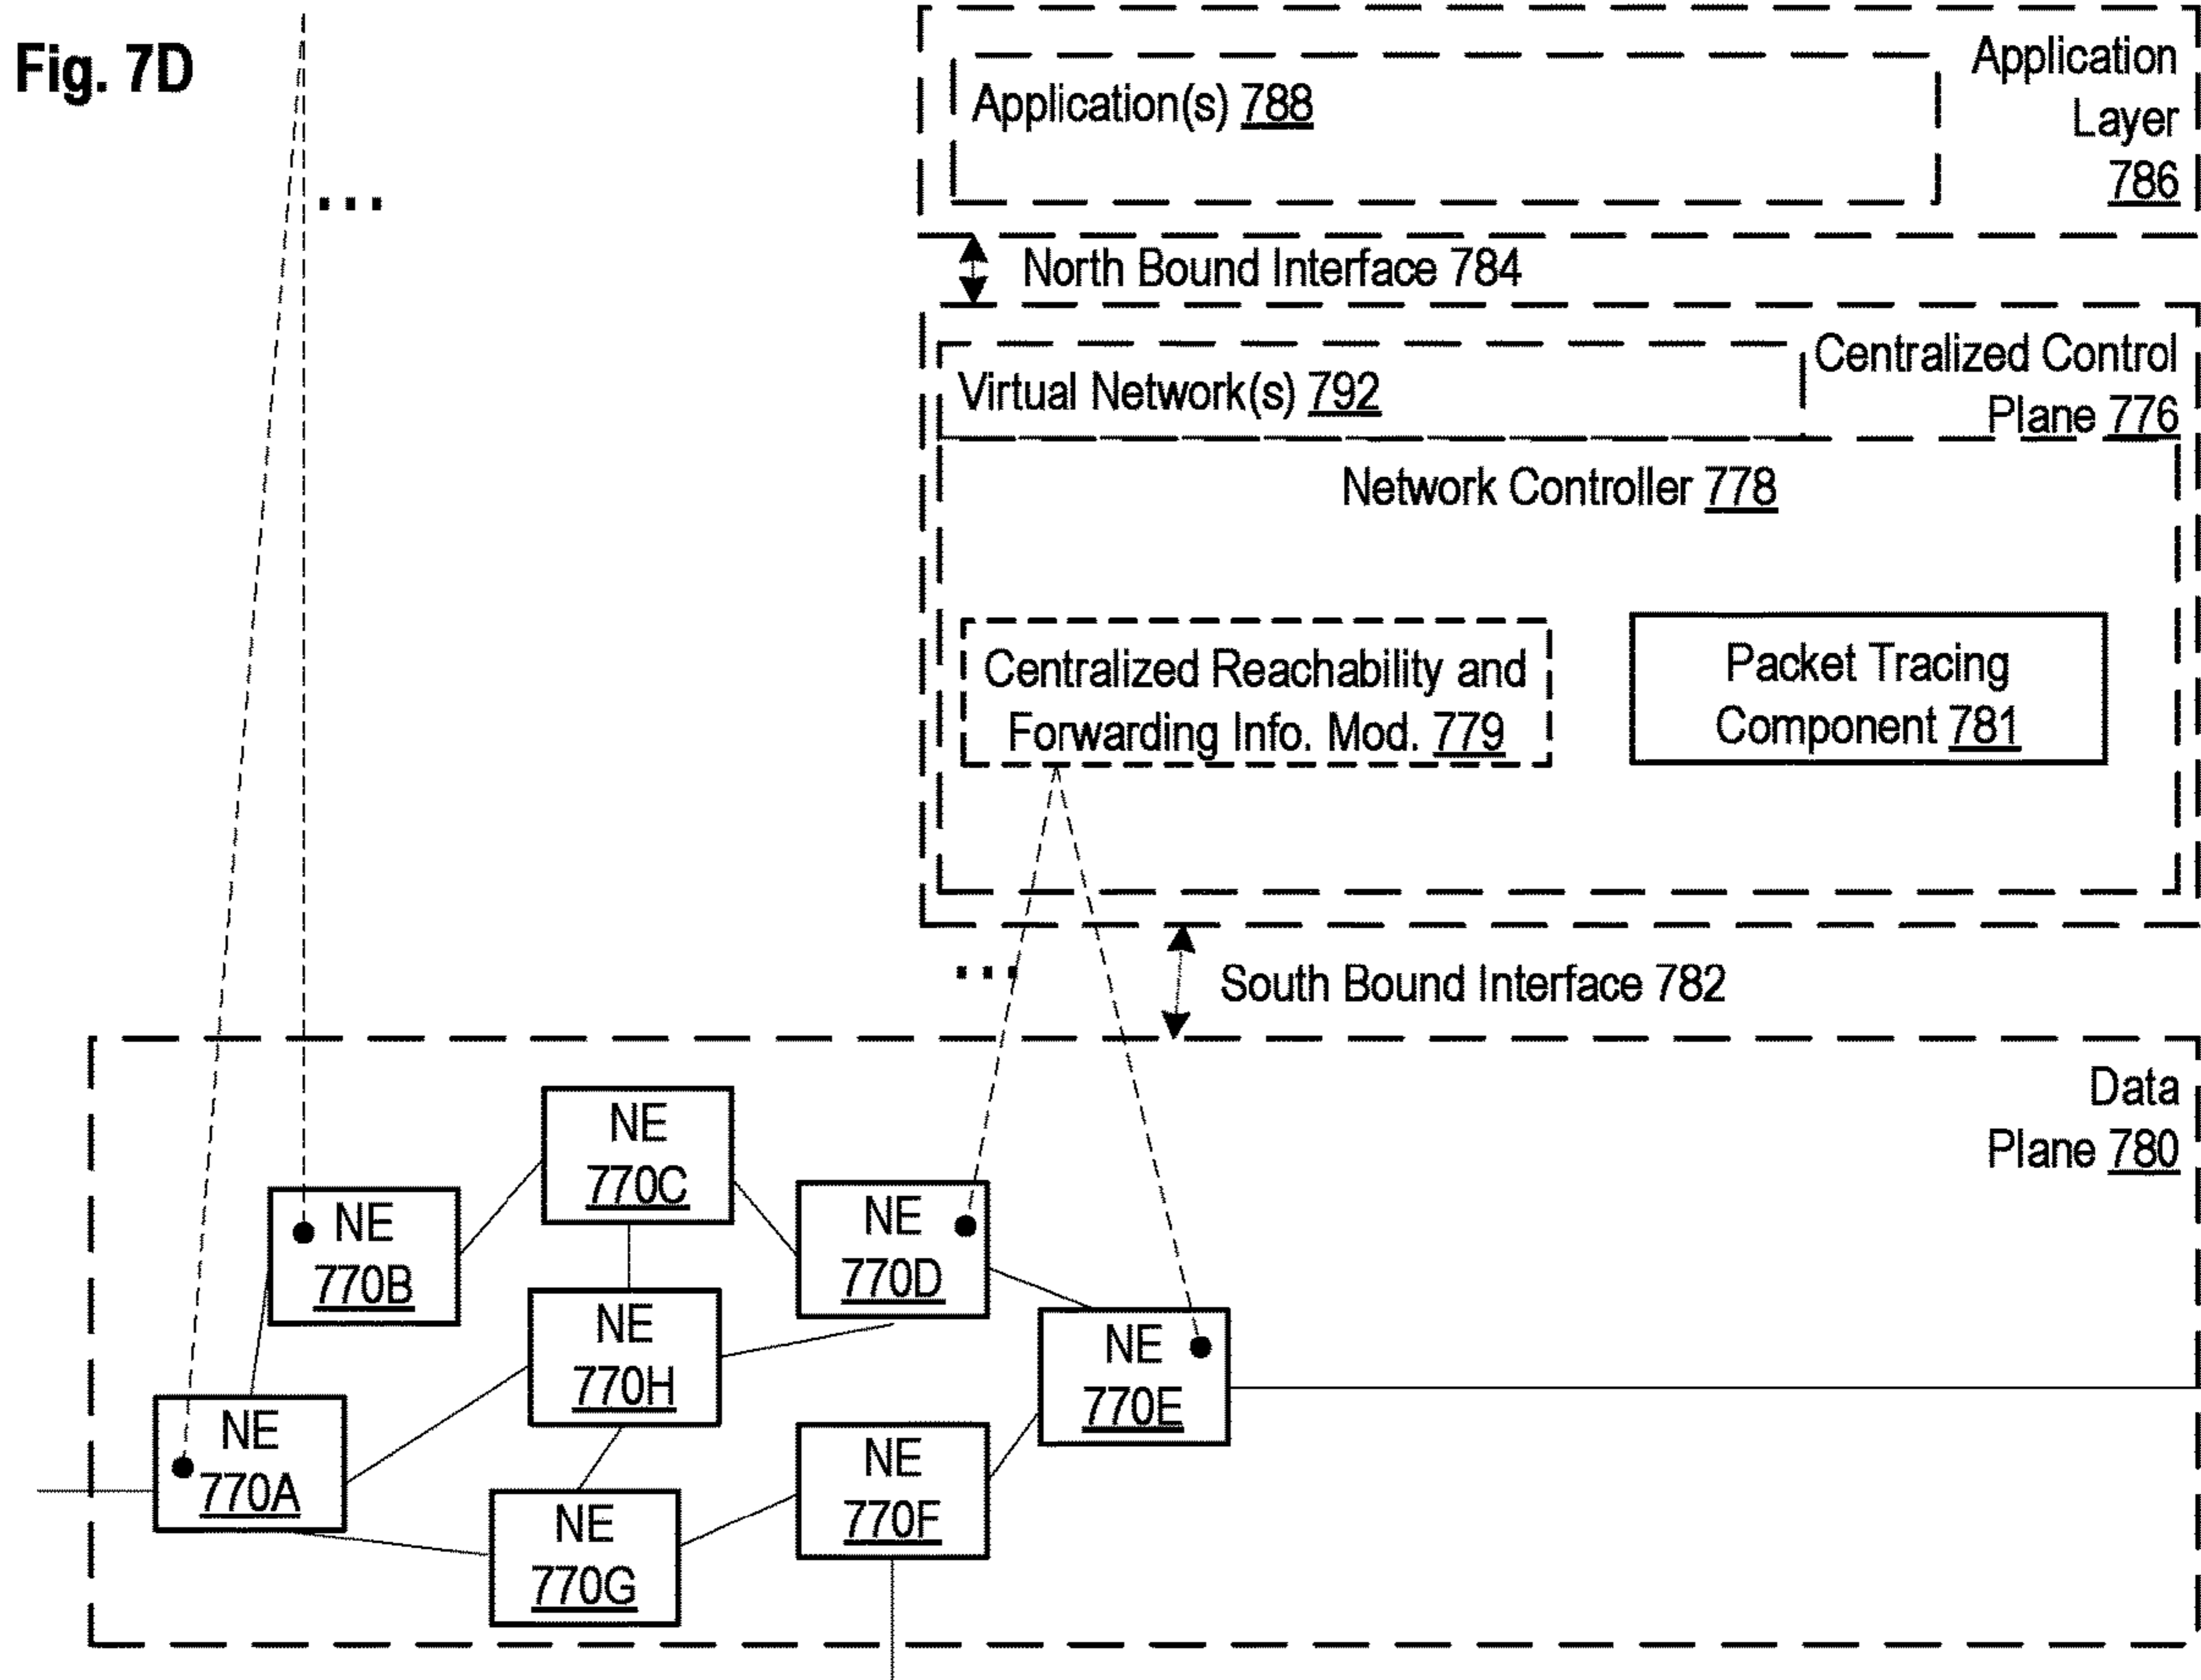 Fig. 7D
Application(s) 788
Application
Layer
786
North Bound Interface 784
Virtual Network(s) 792
Centralized Control
Plane 776
Network Controller 778
Centralized Reachability and
Forwarding Info. Mod. 779
Packet Tracing
Component 781
South Bound Interface 782
Data
Plane 780
NE
770C
NE
770B
NE
770D
NE
770H
NE
770E
NE
770A
NE
770F
NE
770G